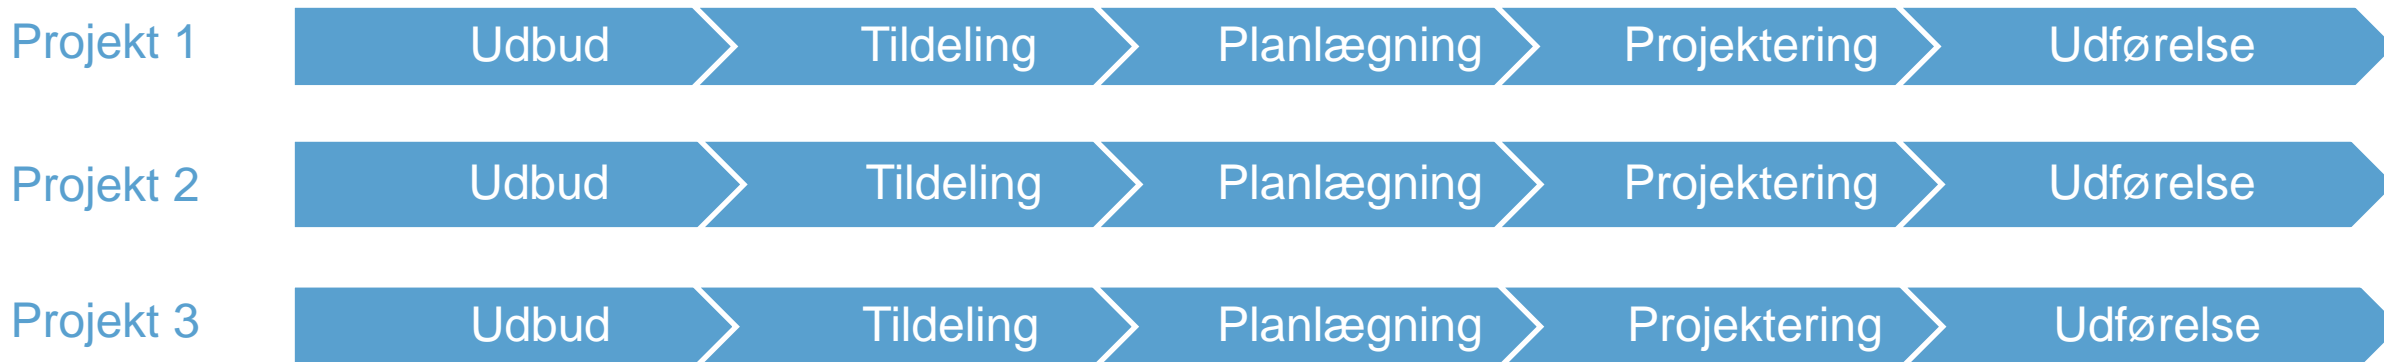 Projekt 1 Udbud Tildeling Planlægning Projektering Udførelse
Projekt 2 Udbud Tildeling Planlægning Projektering Udførelse
Projekt 3 Udbud Tildeling Planlægning Projektering Udførelse